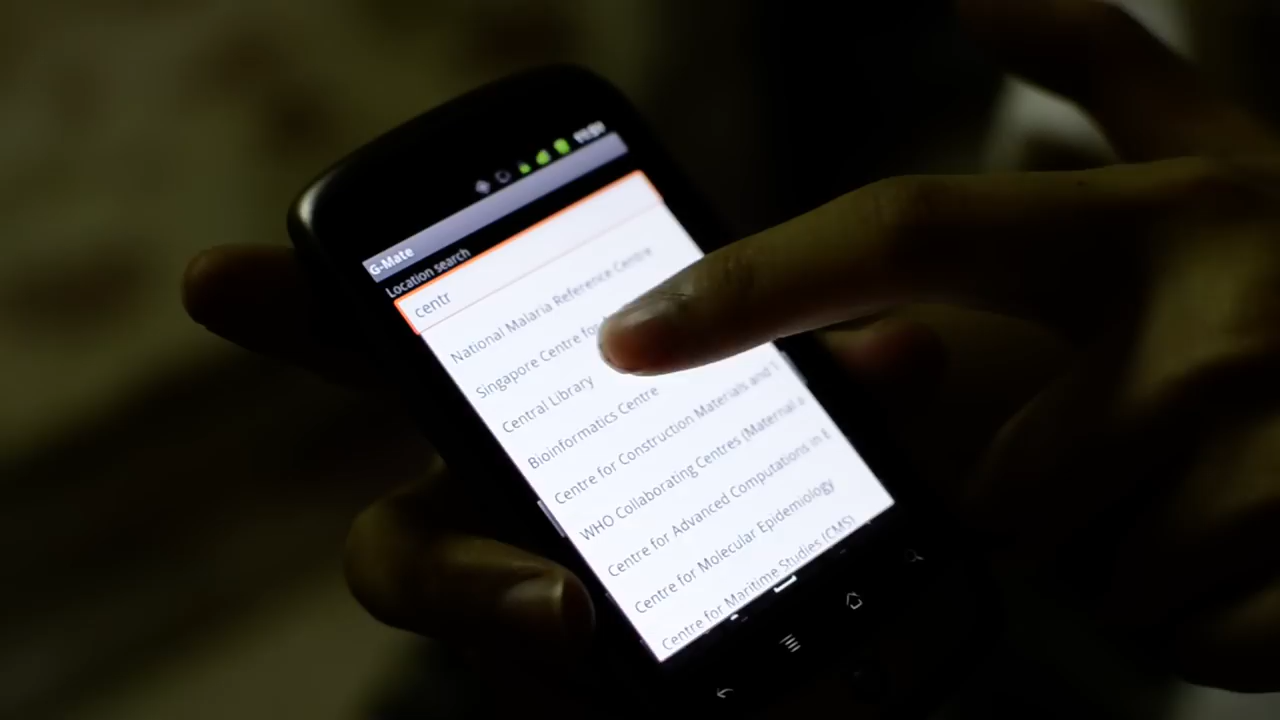 G-Mate
Location search
centr
National Malaria Reference Centre
Singapore Centre for
Central Library
Bioinformatics Centre
Centre for Construction Materials and T
WHO Collaborating Centres (Maternal a
Centre for Advanced Computations in E
Centre for Molecular Epidemiology
Centre for Maritime Studies (CMS)